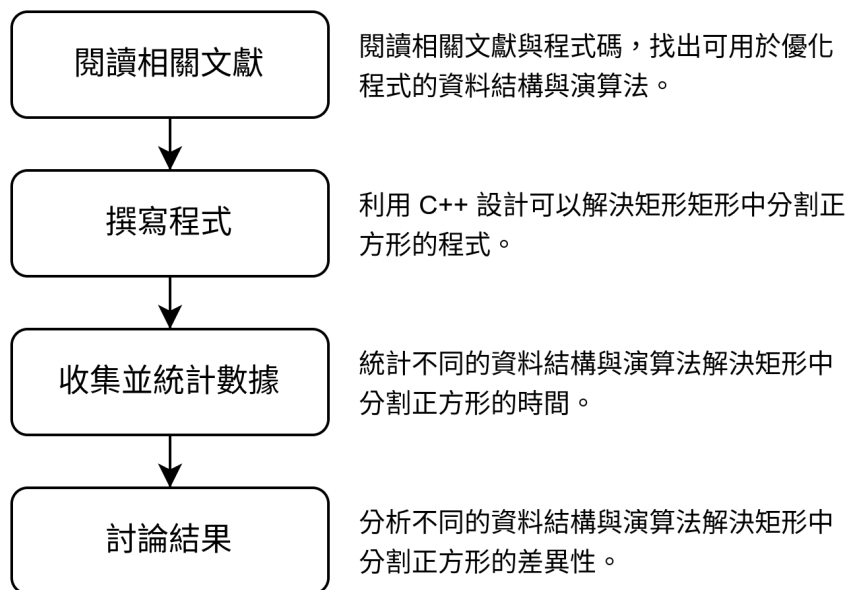 閱讀相關文獻
閱讀相關文獻與程式碼，找出可用於優化
程式的資料結構與演算法。
撰寫程式
利用 C++ 設計可以解決矩形矩形中分割正
方形的程式。
收集並統計數據
統計不同的資料結構與演算法解決矩形中
分割正方形的時間。
討論結果
分析不同的資料結構與演算法解決矩形中
分割正方形的差異性。